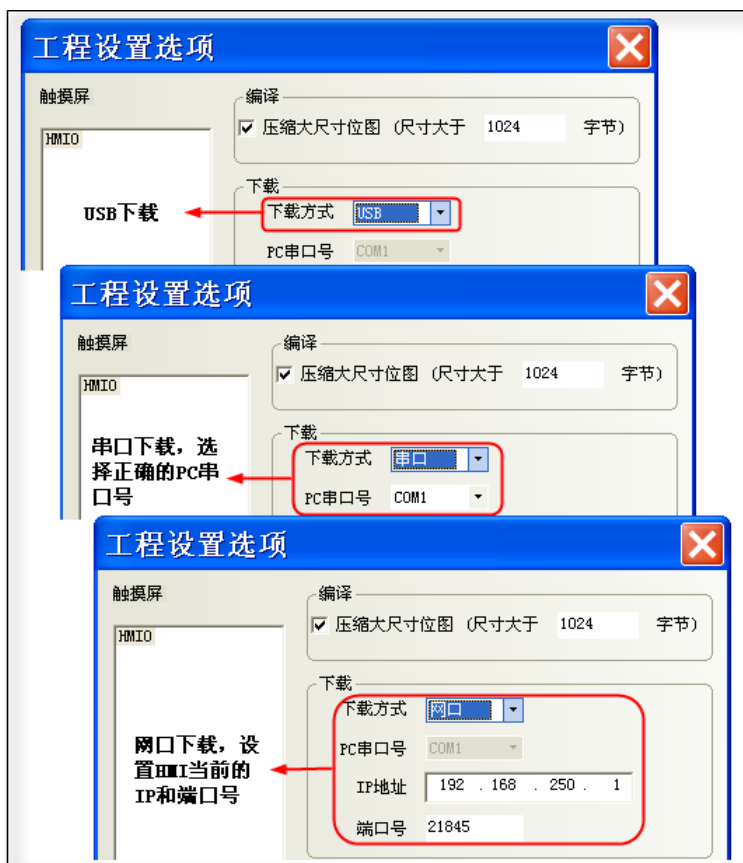 工程设置选项
触摸屏
编译
HMI0
压缩大尺寸位图 (尺寸大于 1024 字节)
下载
USB下载
下载方式 USB
PC串口号 COM1
工程设置选项
触摸屏
编译
HMI0
压缩大尺寸位图 (尺寸大于 1024 字节)
下载
串口下载，选
择正确的PC串
口号
下载方式 串口
PC串口号 COM1
工程设置选项
触摸屏
编译
HMI0
压缩大尺寸位图 (尺寸大于 1024 字节)
下载
网口下载，设
置HMI当前的
IP和端口号
下载方式 网口
PC串口号 COM1
IP地址 192 . 168 . 250 . 1
端口号 21845